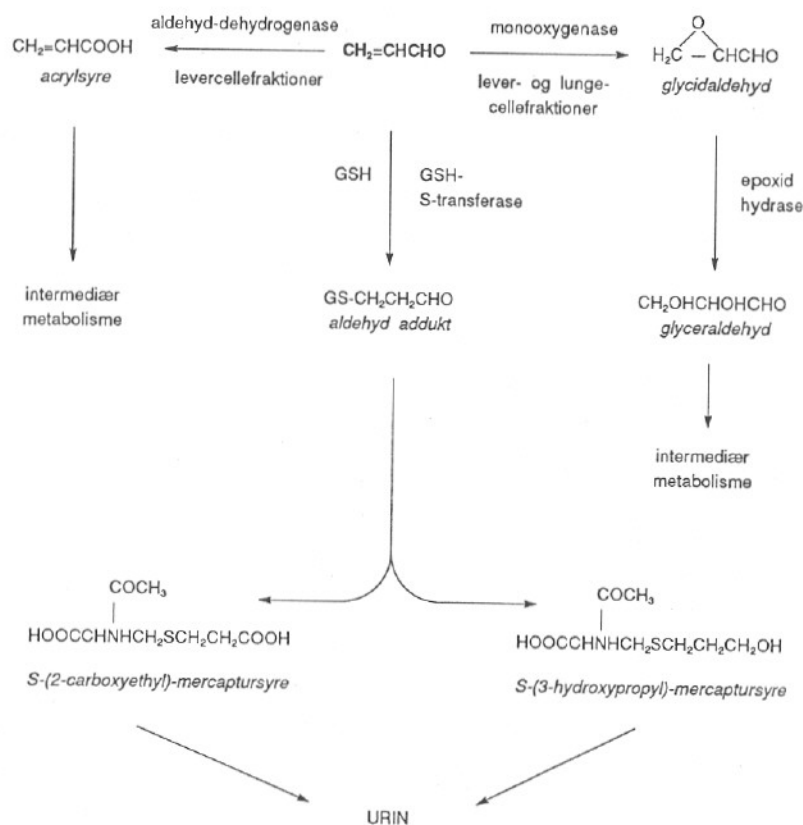 aldehyd-dehydrogenase
monooxygenase
O
CH₂=CHCOOH
CH₂=CHCHO
H₂C – CHCHO
acrylsyre
levercellefraktioner
lever- og lunge-
cellefraktioner
glycidaldehyd
GSH
GSH-
S-transferase
epoxid
hydrase
intermediær
metabolisme
GS-CH₂CH₂CHO
aldehyd addukt
CH₂OHCHOHCHO
glyceraldehyd
intermediær
metabolisme
COCH₃
HOOCCHNHCH₂SCH₂CH₂COOH
S-(2-carboxyethyl)-mercaptursyre
COCH₃
HOOCCHNHCH₂SCH₂CH₂CH₂OH
S-(3-hydroxypropyl)-mercaptursyre
URIN